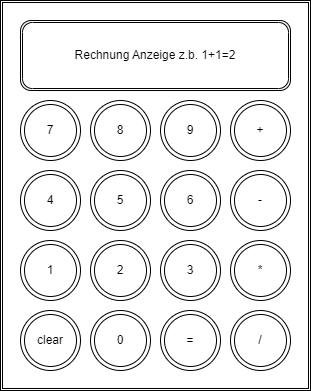 Rechnung Anzeige z.b. 1+1=2
7 8 9 +
4 5 6 -
1 2 3 *
clear 0 = /